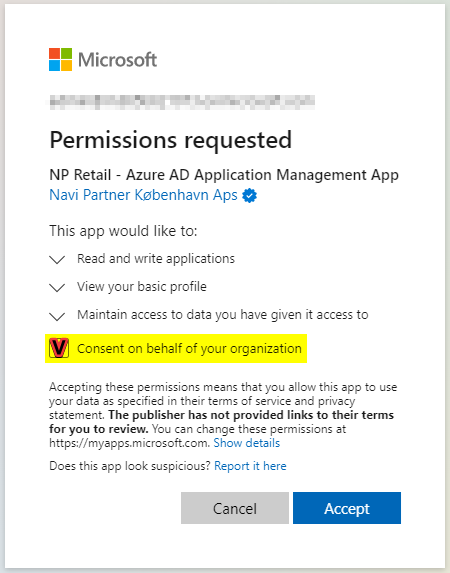 Microsoft
Permissions requested
NP Retail - Azure AD Application Management App
Navi Partner København Aps
This app would like to:
Read and write applications
View your basic profile
Maintain access to data you have given it access to
Consent on behalf of your organization
Accepting these permissions means that you allow this app to use
your data as specified in their terms of service and privacy
statement. The publisher has not provided links to their terms
for you to review. You can change these permissions at
https://myapps.microsoft.com. Show details
Does this app look suspicious? Report it here
Cancel
Accept